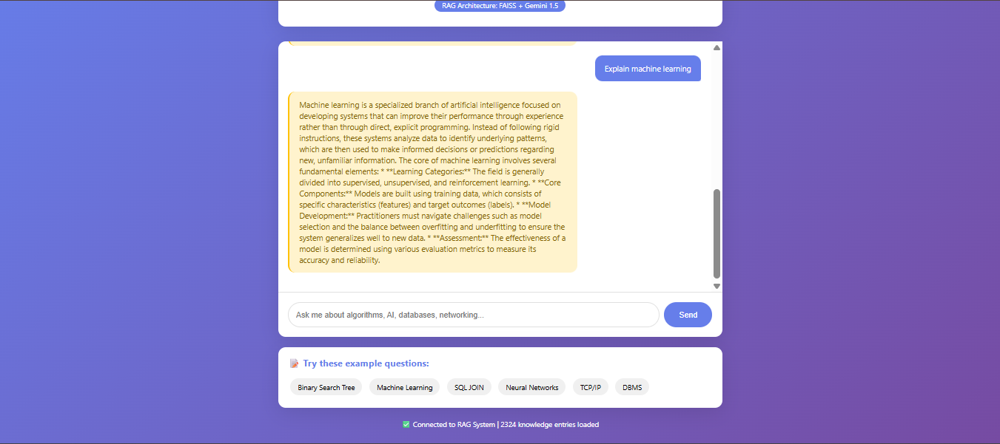 RAG Architecture: FAISS + Gemini 1.5
Explain machine learning
Machine learning is a specialized branch of artificial intelligence focused on
developing systems that can improve their performance through experience
rather than through direct, explicit programming. Instead of following rigid
instructions, these systems analyze data to identify underlying patterns,
which are then used to make informed decisions or predictions regarding
new, unfamiliar information. The core of machine learning involves several
fundamental elements: * **Learning Categories:** The field is generally
divided into supervised, unsupervised, and reinforcement learning. * **Core
Components:** Models are built using training data, which consists of
specific characteristics (features) and target outcomes (labels). * **Model
Development:** Practitioners must navigate challenges such as model
selection and the balance between overfitting and underfitting to ensure the
system generalizes well to new data. * **Assessment:** The effectiveness of a
model is determined using various evaluation metrics to measure its
accuracy and reliability.
Ask me about algorithms, AI, databases, networking...
Send
📝 Try these example questions:
Binary Search Tree
Machine Learning
SQL JOIN
Neural Networks
TCP/IP
DBMS
✅ Connected to RAG System | 2324 knowledge entries loaded